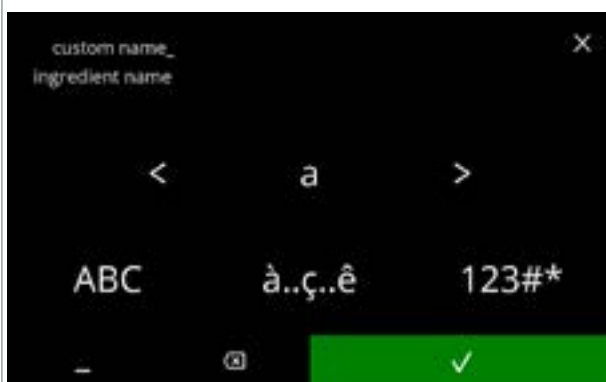 custom name_
ingredient name
< a >
ABC à..ç..ê 123#*
_